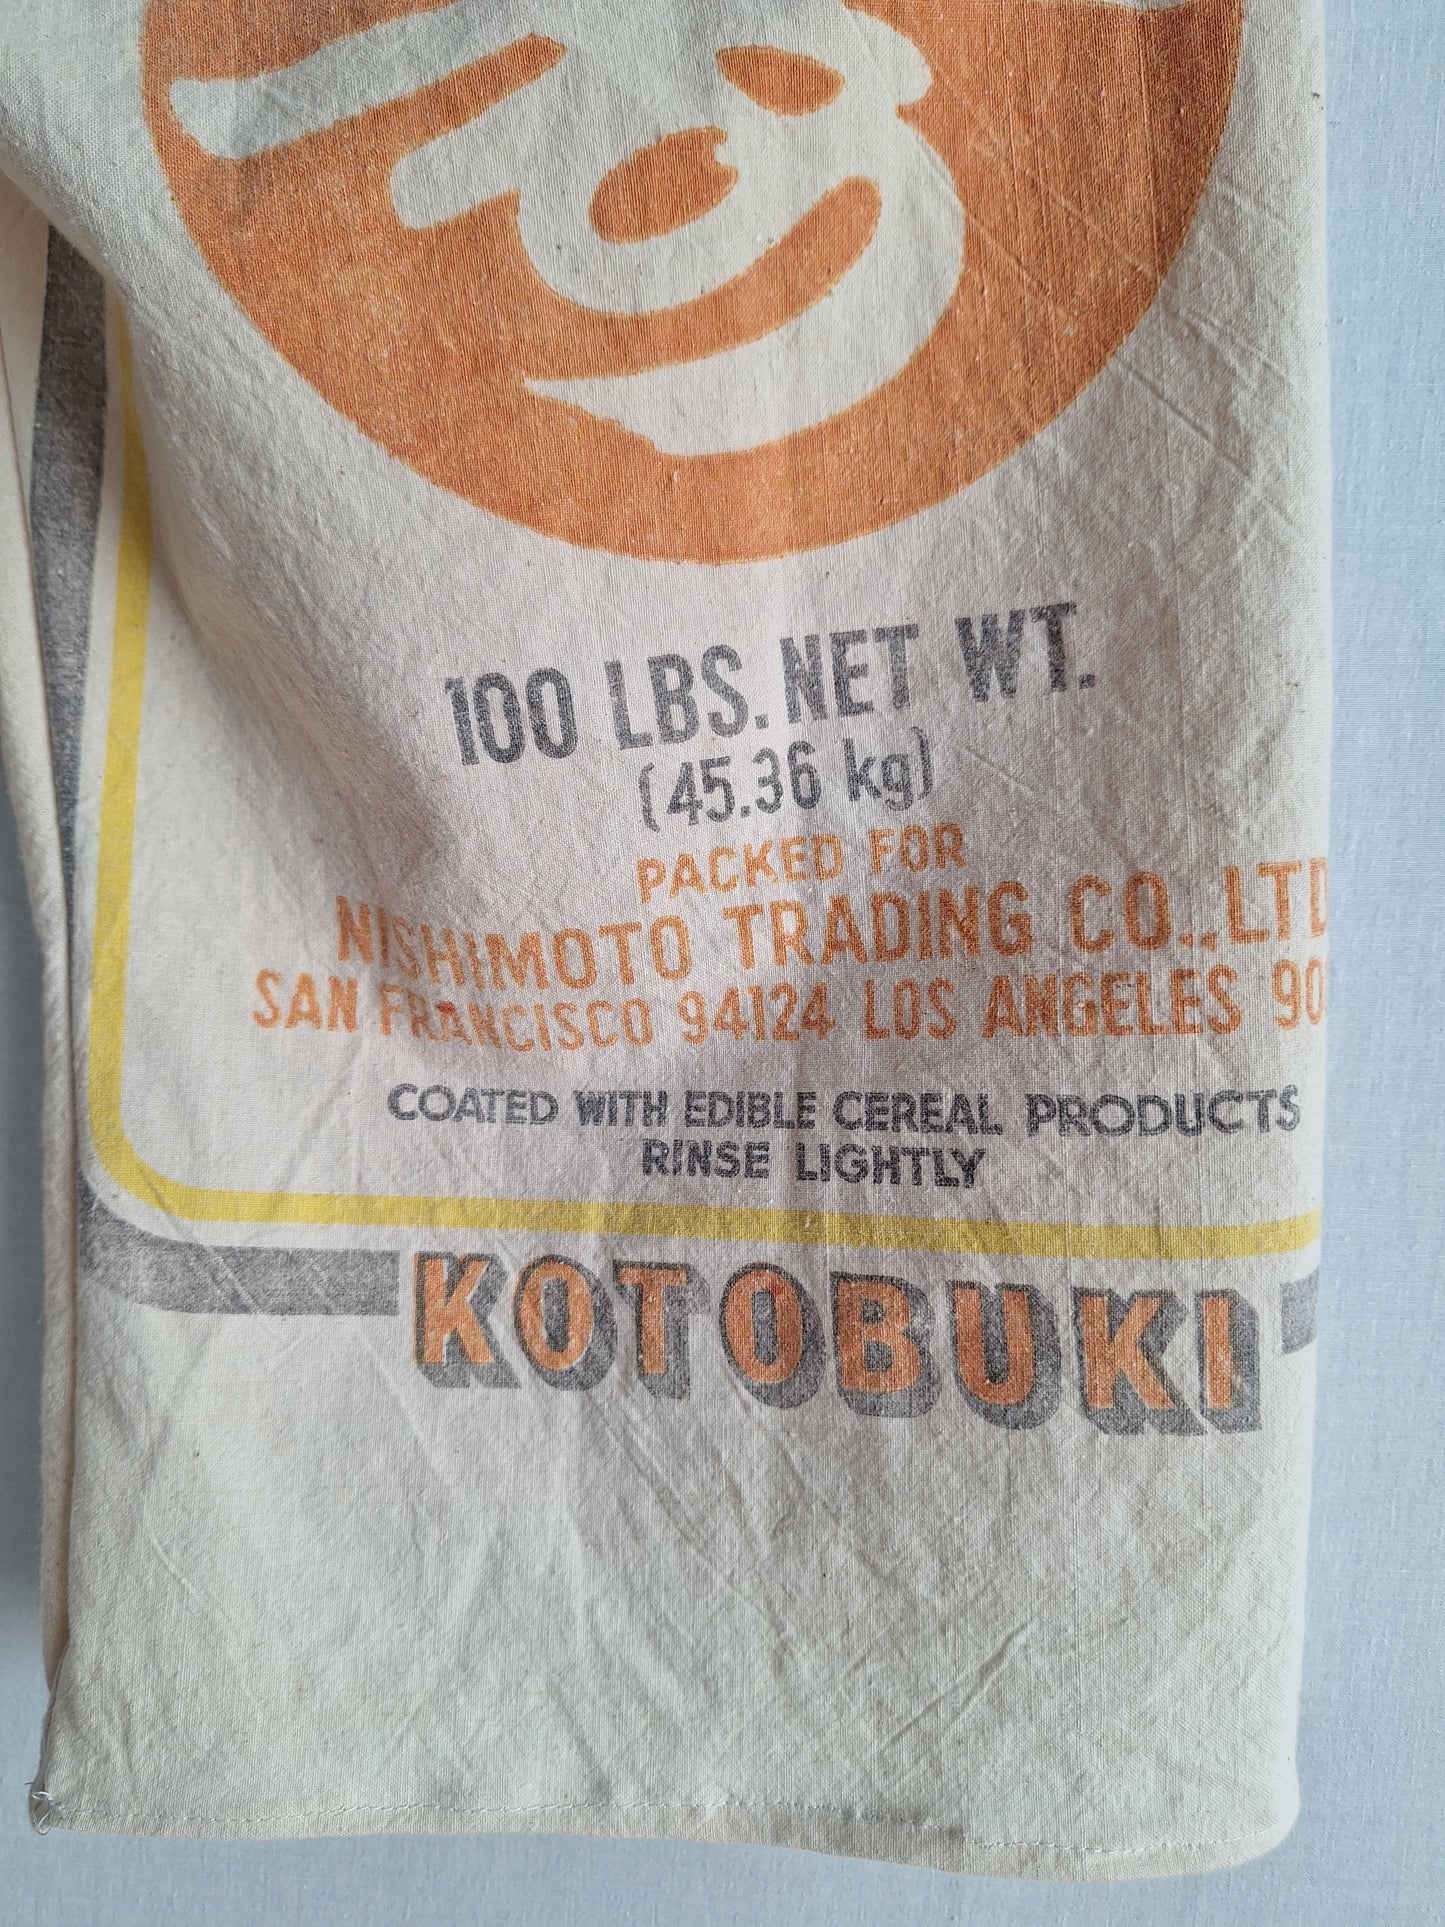 100 LBS. NET WT.
(45.36 kg)
PACKED FOR
NISHIMOTO TRADING CO., LTD
SAN FRANCISCO 94124 LOS ANGELES 90
COATED WITH EDIBLE CEREAL PRODUCTS
RINSE LIGHTLY
KOTOBUKI